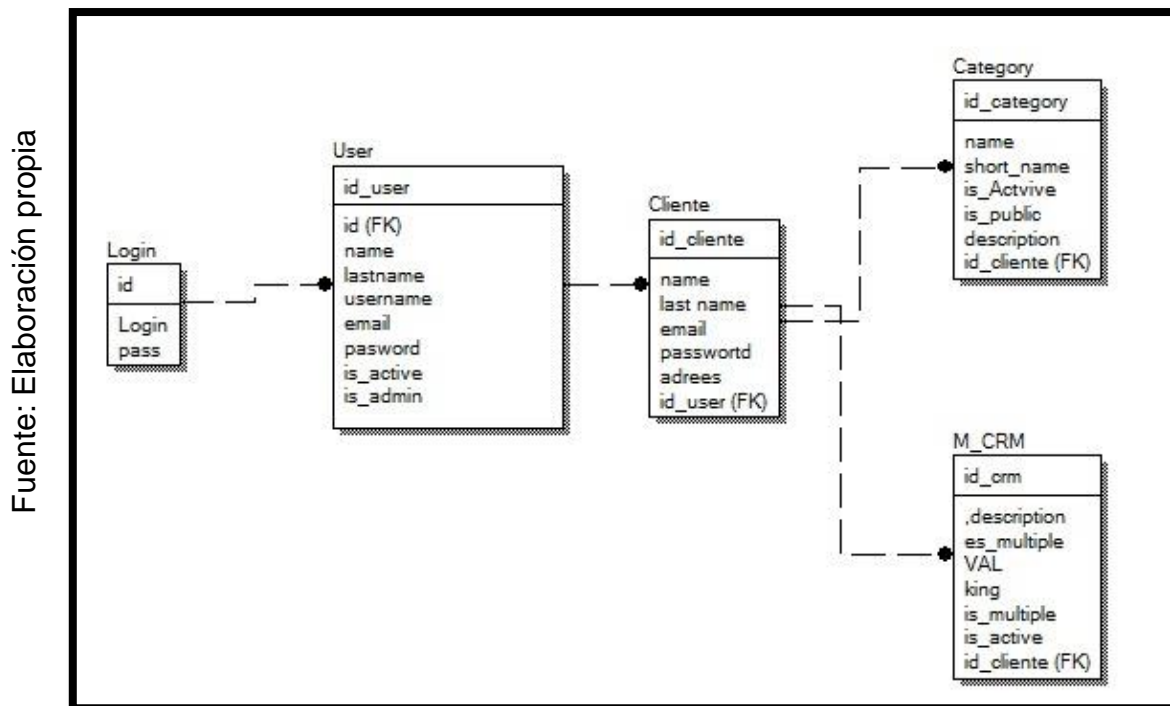 Fuente: Elaboración propia
Login
id
Login
pass
User
id_user
id (FK)
name
lastname
username
email
pasword
is_active
is_admin
Cliente
id_cliente
name
last name
email
passwortd
adrees
id_user (FK)
Category
id_category
name
short_name
is_Actvive
is_public
description
id_cliente (FK)
M_CRM
id_crm
,description
es_multiple
VAL
king
is_multiple
is_active
id_cliente (FK)